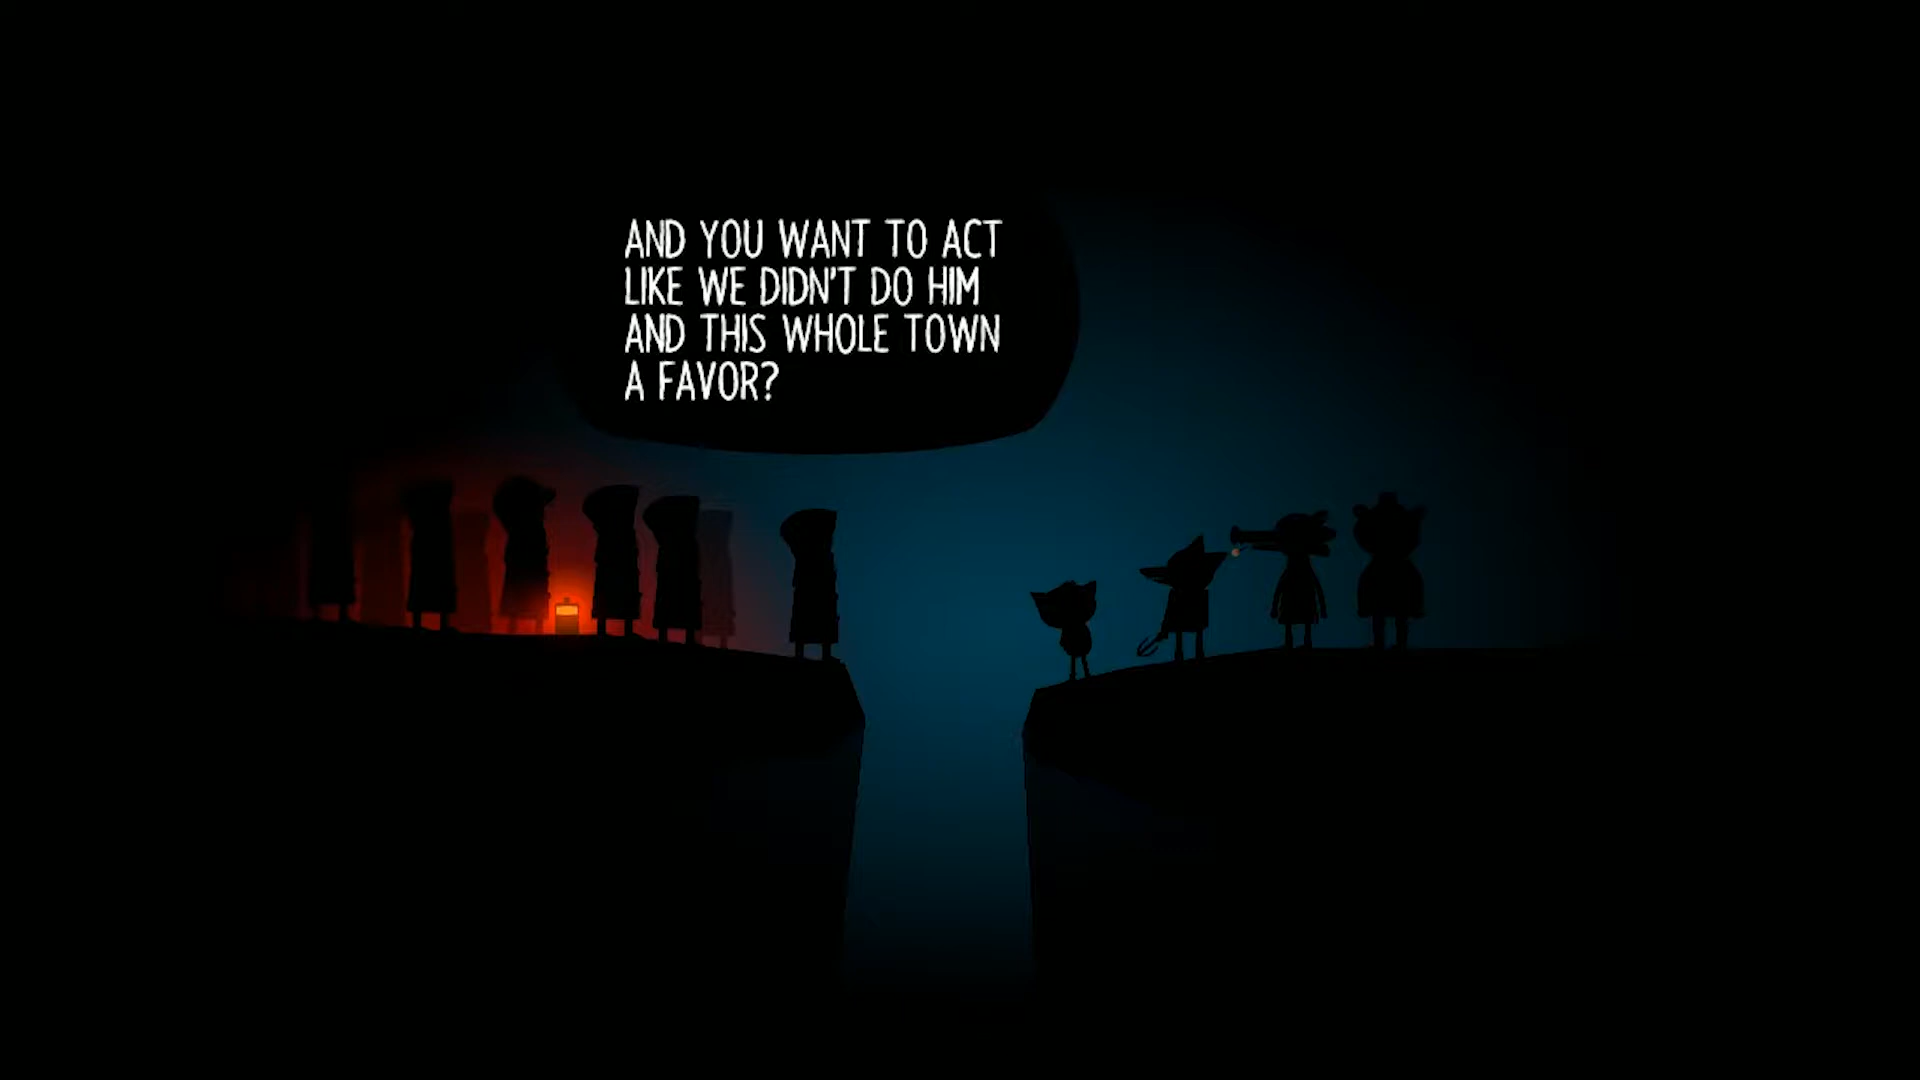 AND YOU WANT TO ACT
LIKE WE DIDN'T DO HIM
AND THIS WHOLE TOWN
A FAVOR?